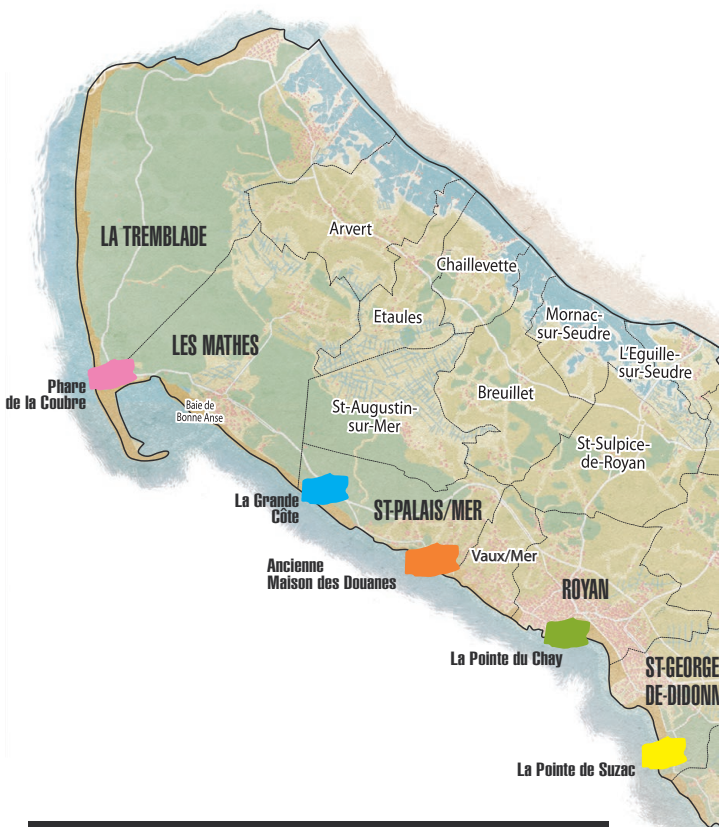 LA TREMBLADE
Arvert
Chaillevette
Etaules
Mornac-
sur-Seudre
LES MATHES
L'Eguille-
sur-Seudre
Phare
de la Coubre
Baie de
Bonne Anse
St-Augustin-
sur-Mer
Breuillet
St-Sulpice-
de-Royan
La Grande
Côte
ST-PALAIS/MER
Ancienne
Maison des Douanes
Vaux/Mer
ROYAN
La Pointe du Chay
ST-GEORGE
DE-DIDONN
La Pointe de Suzac